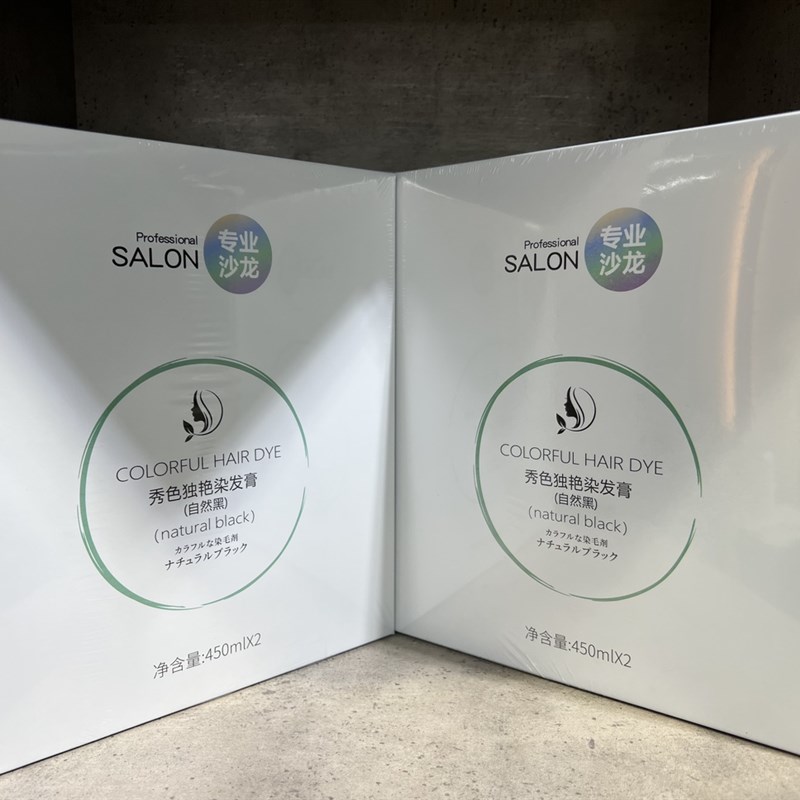 Professional
SALON
专业
沙龙
COLORFUL HAIR DYE
秀色独艳染发膏
(自然黑)
(natural black)
カラフルな染毛剤
ナチュラルブラック
净含量:450mlX2
Professional
SALON
专业
沙龙
COLORFUL HAIR DYE
秀色独艳染发膏
(自然黑)
(natural black)
カラフルな染毛剤
ナチュラルブラック
净含量:450mlX2